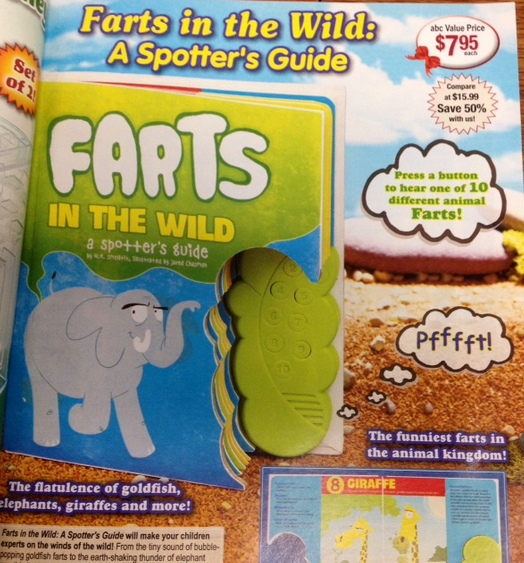 Farts in the Wild:
A Spotter's Guide
abc Value Price
$7.95
each
Set
Compare
at $15.99
Save 50%
with us!
FARTS
IN THE WILD
a spotter's guide
Press a button
to hear one of 10
different animal
Farts!
Pffffft!
10
The funniest farts in
the animal kingdom!
The flatulence of goldfish,
elephants, giraffes and more!
8 GIRAFFE
Farts in the Wild: A Spotter's Guide will make your children
experts on the winds of the wild! From the tiny sound of bubble-
popping goldfish farts to the earth-shaking thunder of elephant